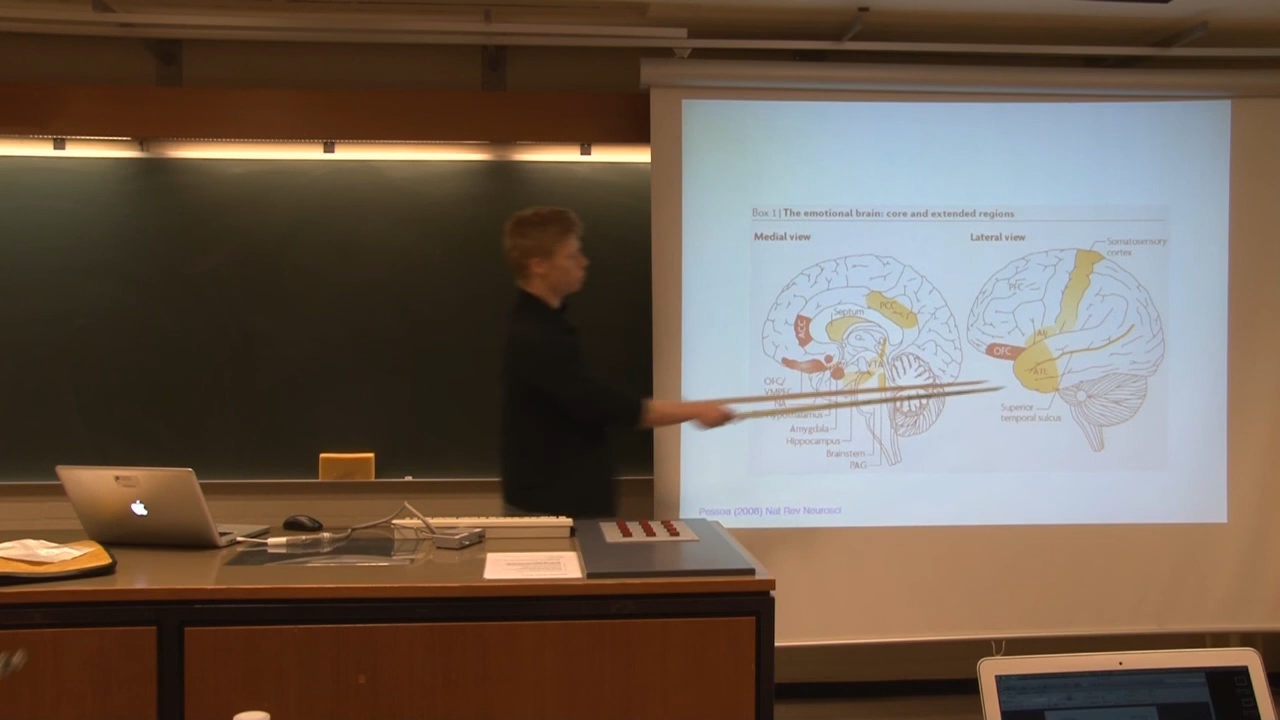 Box 1 | The emotional brain: core and extended regions
Medial view
Lateral view
Somatosensory
cortex
PFC
PCC
Septum
ACC
AI
OFC
VTA
ATL
OFC/
VMPFC
NA
Hypothalamus
Superior
temporal sulcus
Amygdala
Hippocampus
Brainstem
PAG
Pessoa (2008) Nat Rev Neurosci